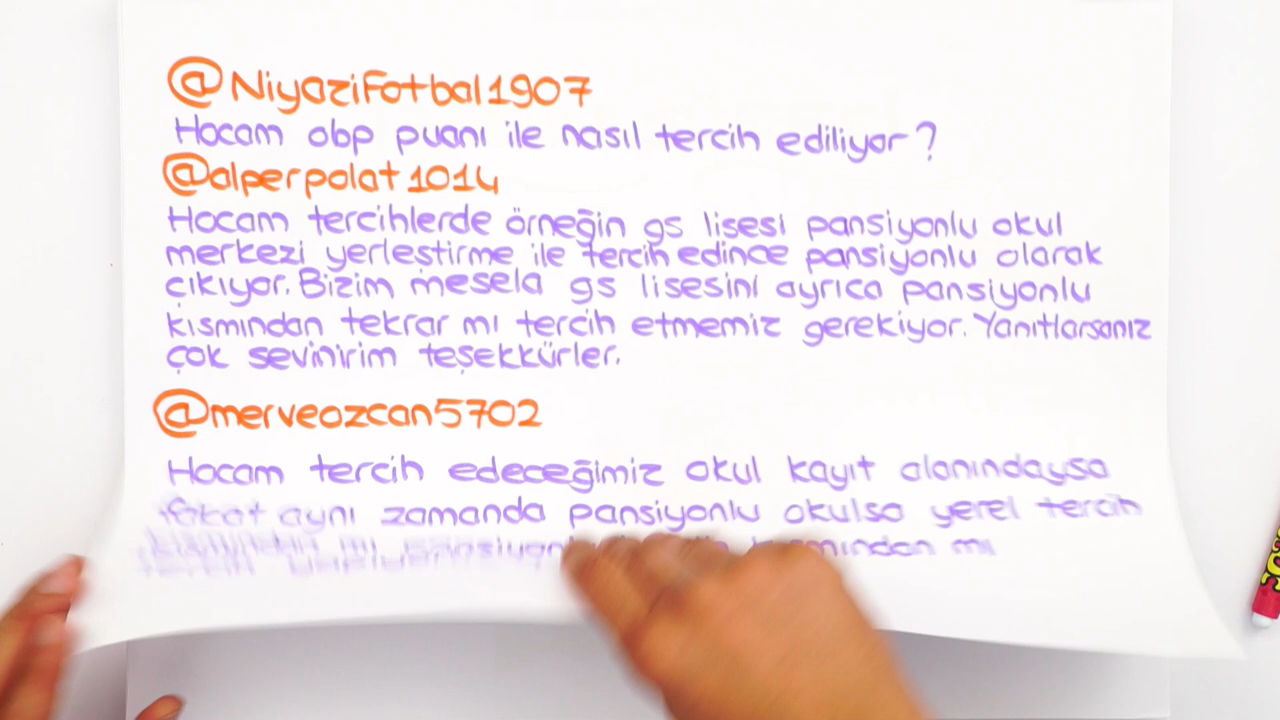 @NiyaziFotbal1907
Hocam obp puanı ile nasıl tercih ediliyor?
@alperpolat1014
Hocam tercihlerde örneğin gs lisesi pansiyonlu okul
merkezi yerleştirme ile tercih edince pansiyonlu olarak
çıkıyor. Bizim mesela gs lisesini ayrıca pansiyonlu
kısmından tekrar mı tercih etmemiz gerekiyor. Yanıtlarsanız
çok sevinirim teşekkürler.
@merveozcan5702
Hocam tercih edeceğimiz okul kayıt alanındaysa
fakat aynı zamanda pansiyonlu okulsa yerel tercih
kısmından mı